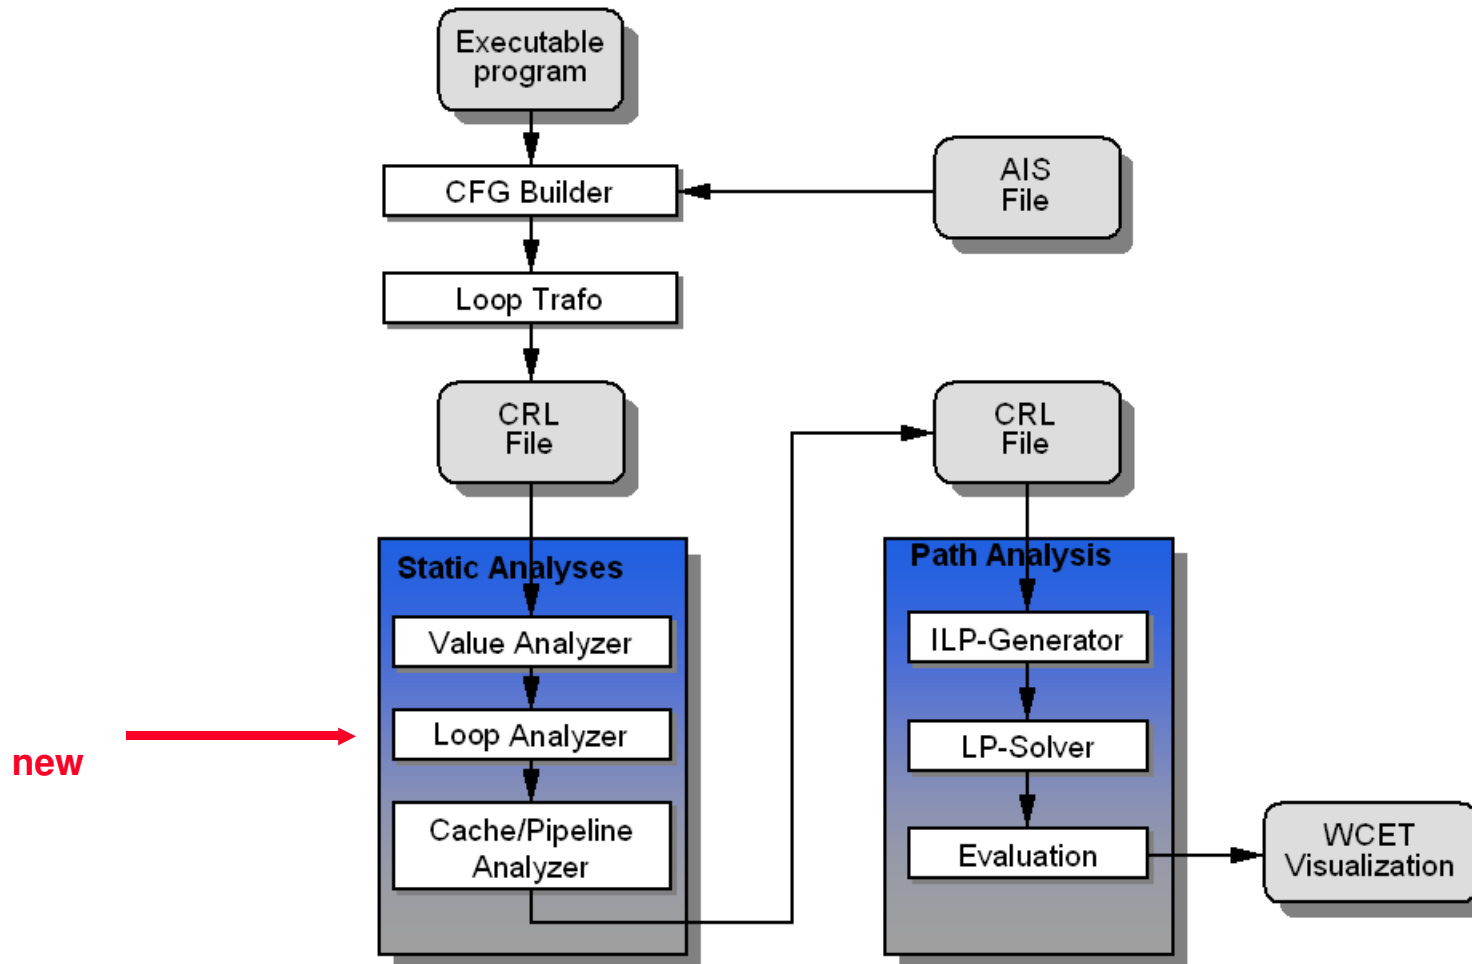 Executable
program
CFG Builder
AIS
File
Loop Trafo
CRL
File
CRL
File
Static Analyses
Value Analyzer
Loop Analyzer
Cache/Pipeline
Analyzer
new
Path Analysis
ILP-Generator
LP-Solver
Evaluation
WCET
Visualization